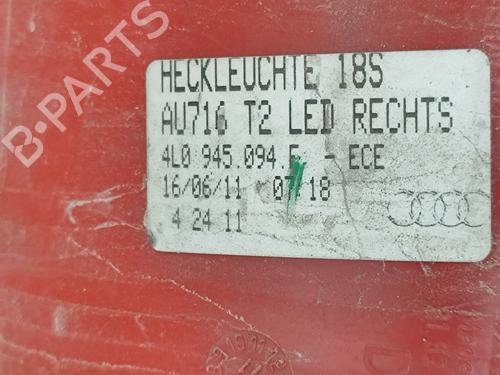 B-PARTS
HECKLEUCHTE 18S
AU716 T2 LED RECHTS
4L0 945.094.E - ECE
16/06/11 07/18
4 24 11